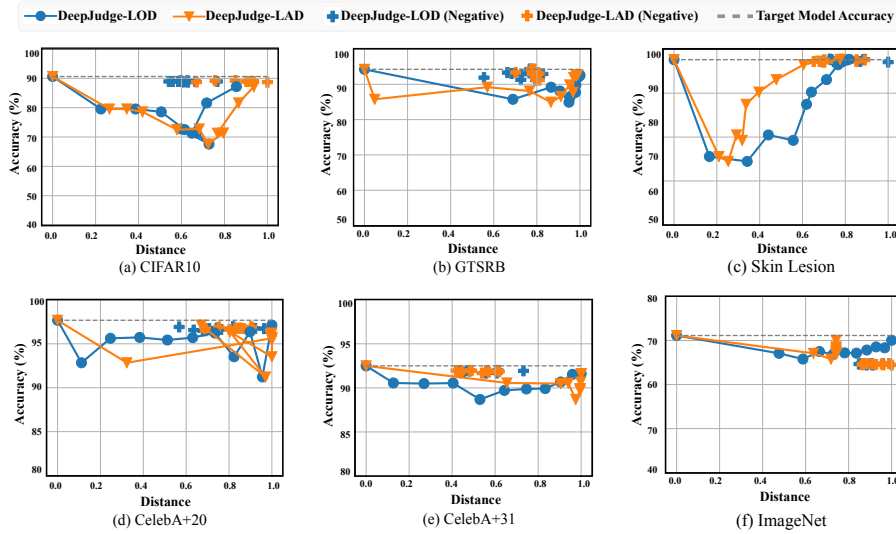 DeepJudge-LOD DeepJudge-LAD DeepJudge-LOD (Negative) DeepJudge-LAD (Negative) Target Model Accuracy
Accuracy (%)
100
90
80
70
60
50
40
0.0 0.2 0.4 0.6 0.8 1.0
Distance
(a) CIFAR10
Accuracy (%)
100
90
80
70
60
50
0.0 0.2 0.4 0.6 0.8 1.0
Distance
(b) GTSRB
Accuracy (%)
100
90
80
70
60
50
0.0 0.2 0.4 0.6 0.8 1.0
Distance
(c) Skin Lesion
Accuracy (%)
100
95
90
85
80
0.0 0.2 0.4 0.6 0.8 1.0
Distance
(d) CelebA+20
Accuracy (%)
100
95
90
85
80
0.0 0.2 0.4 0.6 0.8 1.0
Distance
(e) CelebA+31
Accuracy (%)
80
70
60
40
0.0 0.2 0.4 0.6 0.8 1.0
Distance
(f) ImageNet